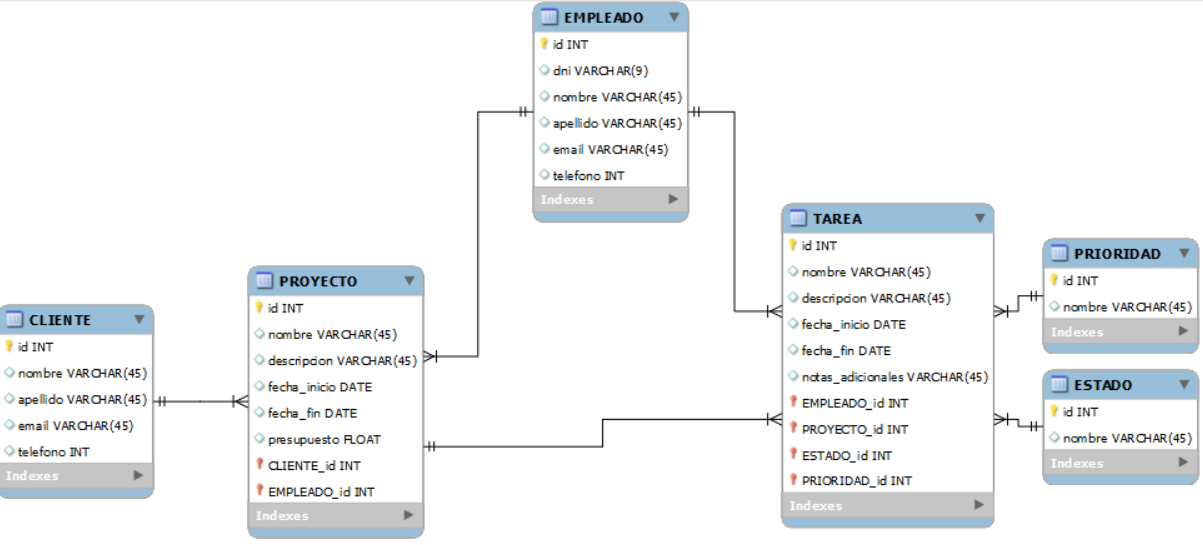 EMPLEADO
id INT
dni VARCHAR(9)
nombre VARCHAR(45)
apellido VARCHAR(45)
email VARCHAR(45)
telefono INT
Indexes
CLIENTE
id INT
nombre VARCHAR(45)
apellido VARCHAR(45)
email VARCHAR(45)
telefono INT
Indexes
PROYECTO
id INT
nombre VARCHAR(45)
descripcion VARCHAR(45)
fecha_inicio DATE
fecha_fin DATE
presupuesto FLOAT
CLIENTE_id INT
EMPLEADO_id INT
Indexes
TAREA
id INT
nombre VARCHAR(45)
descripcion VARCHAR(45)
fecha_inicio DATE
fecha_fin DATE
notas_adicionales VARCHAR(45)
EMPLEADO_id INT
PROYECTO_id INT
ESTADO_id INT
PRIORIDAD_id INT
Indexes
PRIORIDAD
id INT
nombre VARCHAR(45)
Indexes
ESTADO
id INT
nombre VARCHAR(45)
Indexes